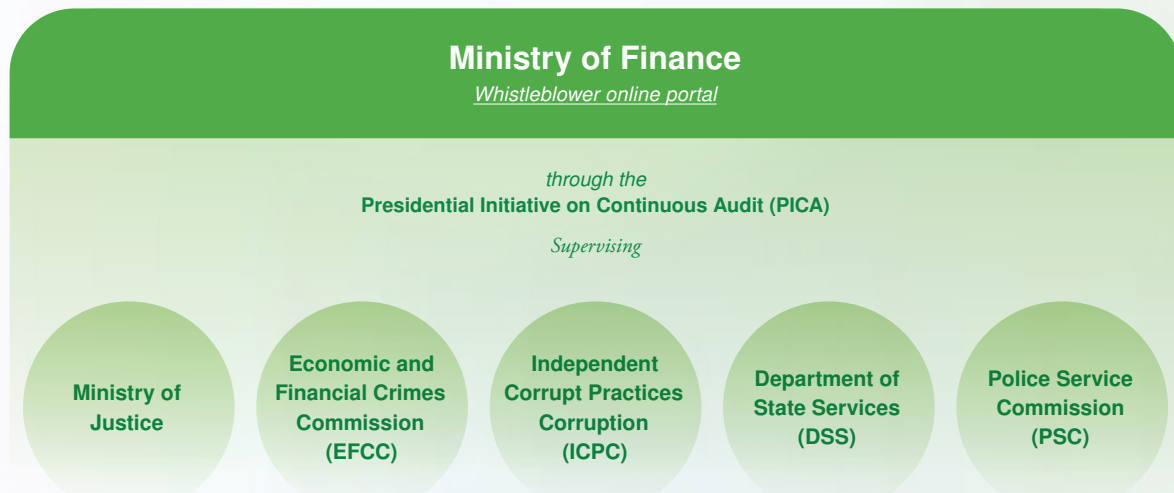 Ministry of Finance
Whistleblower online portal
through the
Presidential Initiative on Continuous Audit (PICA)
Supervising
Ministry of
Justice
Economic and
Financial Crimes
Commission
(EFCC)
Independent
Corrupt Practices
Corruption
(ICPC)
Department of
State Services
(DSS)
Police Service
Commission
(PSC)